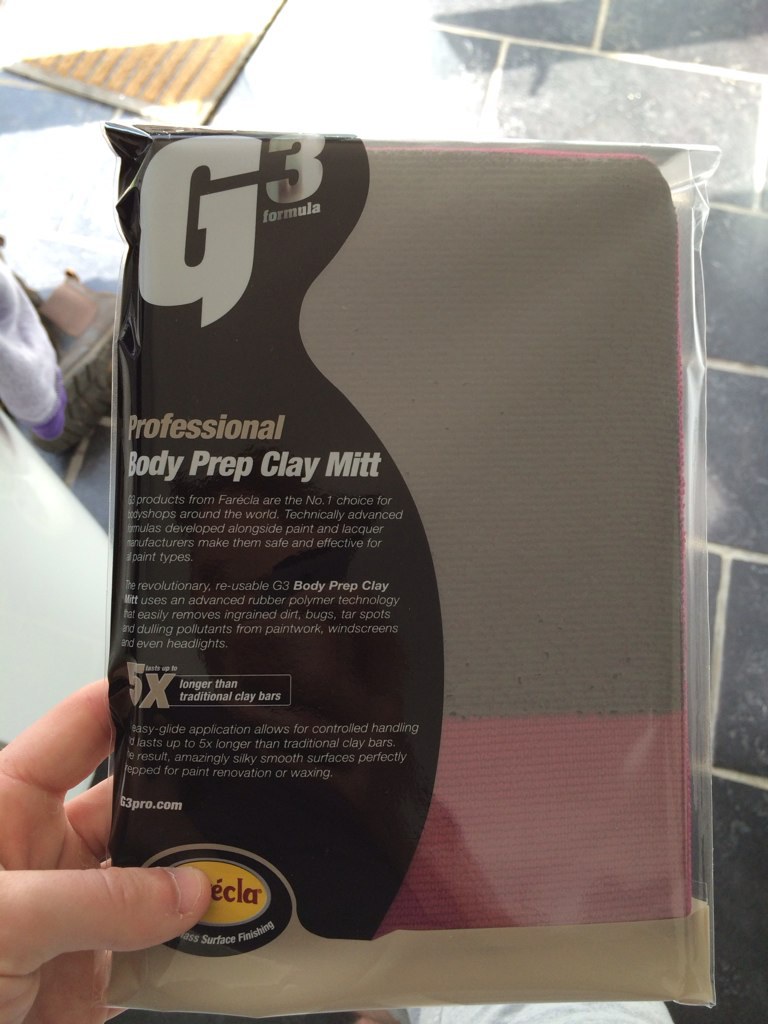 G3
formula
Professional
Body Prep Clay Mitt
G3 products from Farécla are the No.1 choice for
bodyshops around the world. Technically advanced
formulas developed alongside paint and lacquer
manufacturers make them safe and effective for
all paint types.
The revolutionary, re-usable G3 Body Prep Clay
Mitt uses an advanced rubber polymer technology
that easily removes ingrained dirt, bugs, tar spots
and dulling pollutants from paintwork, windscreens
and even headlights.
lasts up to
5X longer than
traditional clay bars
easy-glide application allows for controlled handling
lasts up to 5x longer than traditional clay bars.
result, amazingly silky smooth surfaces perfectly
prepped for paint renovation or waxing.
G3pro.com
écla
Surface Finishing